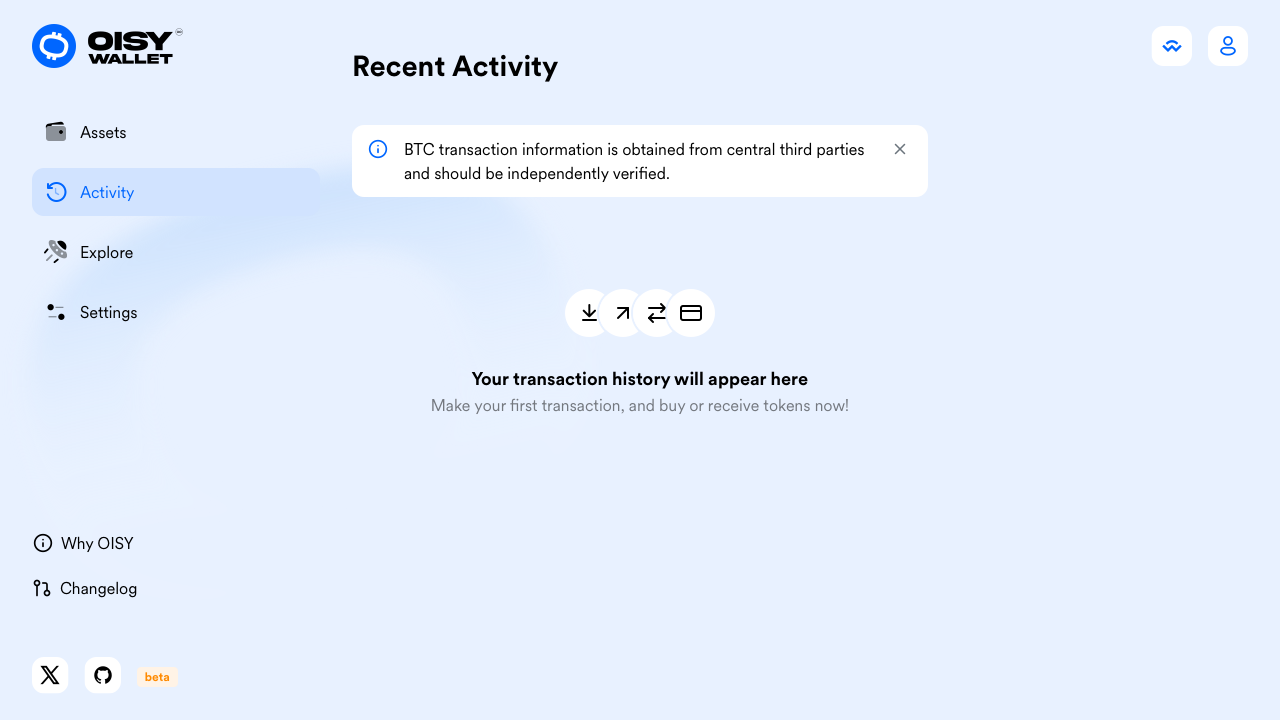 OISY
WALLET
Recent Activity
Assets
Activity
Explore
Settings
BTC transaction information is obtained from central third parties
and should be independently verified.
Your transaction history will appear here
Make your first transaction, and buy or receive tokens now!
Why OISY
Changelog
beta